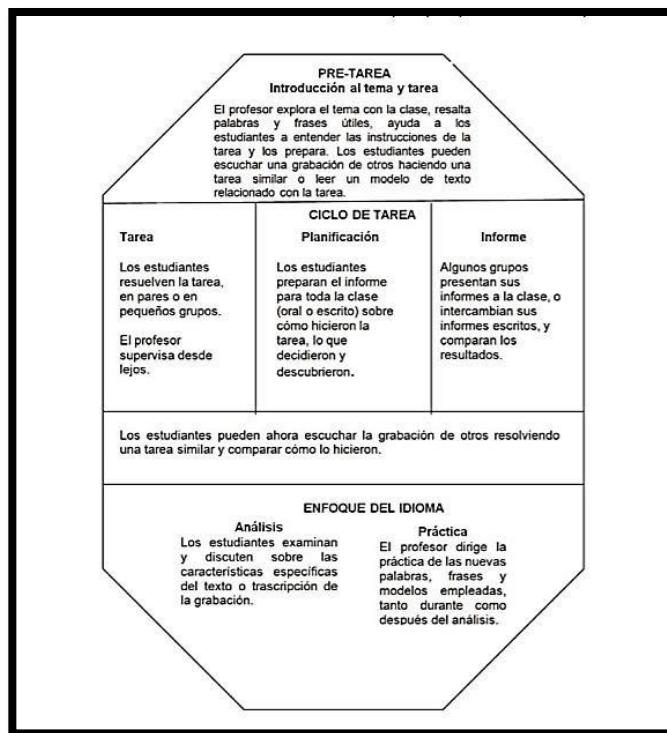 PRE-TAREA
Introducción al tema y tarea
El profesor explora el tema con la clase, resalta
palabras y frases útiles, ayuda a los
estudiantes a entender las instrucciones de la
tarea y los prepara. Los estudiantes pueden
escuchar una grabación de otros haciendo una
tarea similar o leer un modelo de texto
relacionado con la tarea.
CICLO DE TAREA
Tarea
Los estudiantes
resuelven la tarea,
en pares o en
pequeños grupos.
El profesor
supervisa desde
lejos.
Planificación
Los estudiantes
preparan el informe
para toda la clase
(oral o escrito) sobre
cómo hicieron la
tarea, lo que
decidieron y
descubrieron.
Informe
Algunos grupos
presentan sus
informes a la clase, o
intercambian sus
informes escritos, y
comparan los
resultados.
Los estudiantes pueden ahora escuchar la grabación de otros resolviendo
una tarea similar y comparar cómo lo hicieron.
ENFOQUE DEL IDIOMA
Análisis
Los estudiantes examinan
y discuten sobre las
características específicas
del texto o trascripción de
la grabación.
Práctica
El profesor dirige la
práctica de las nuevas
palabras, frases y
modelos empleadas,
tanto durante como
después del análisis.